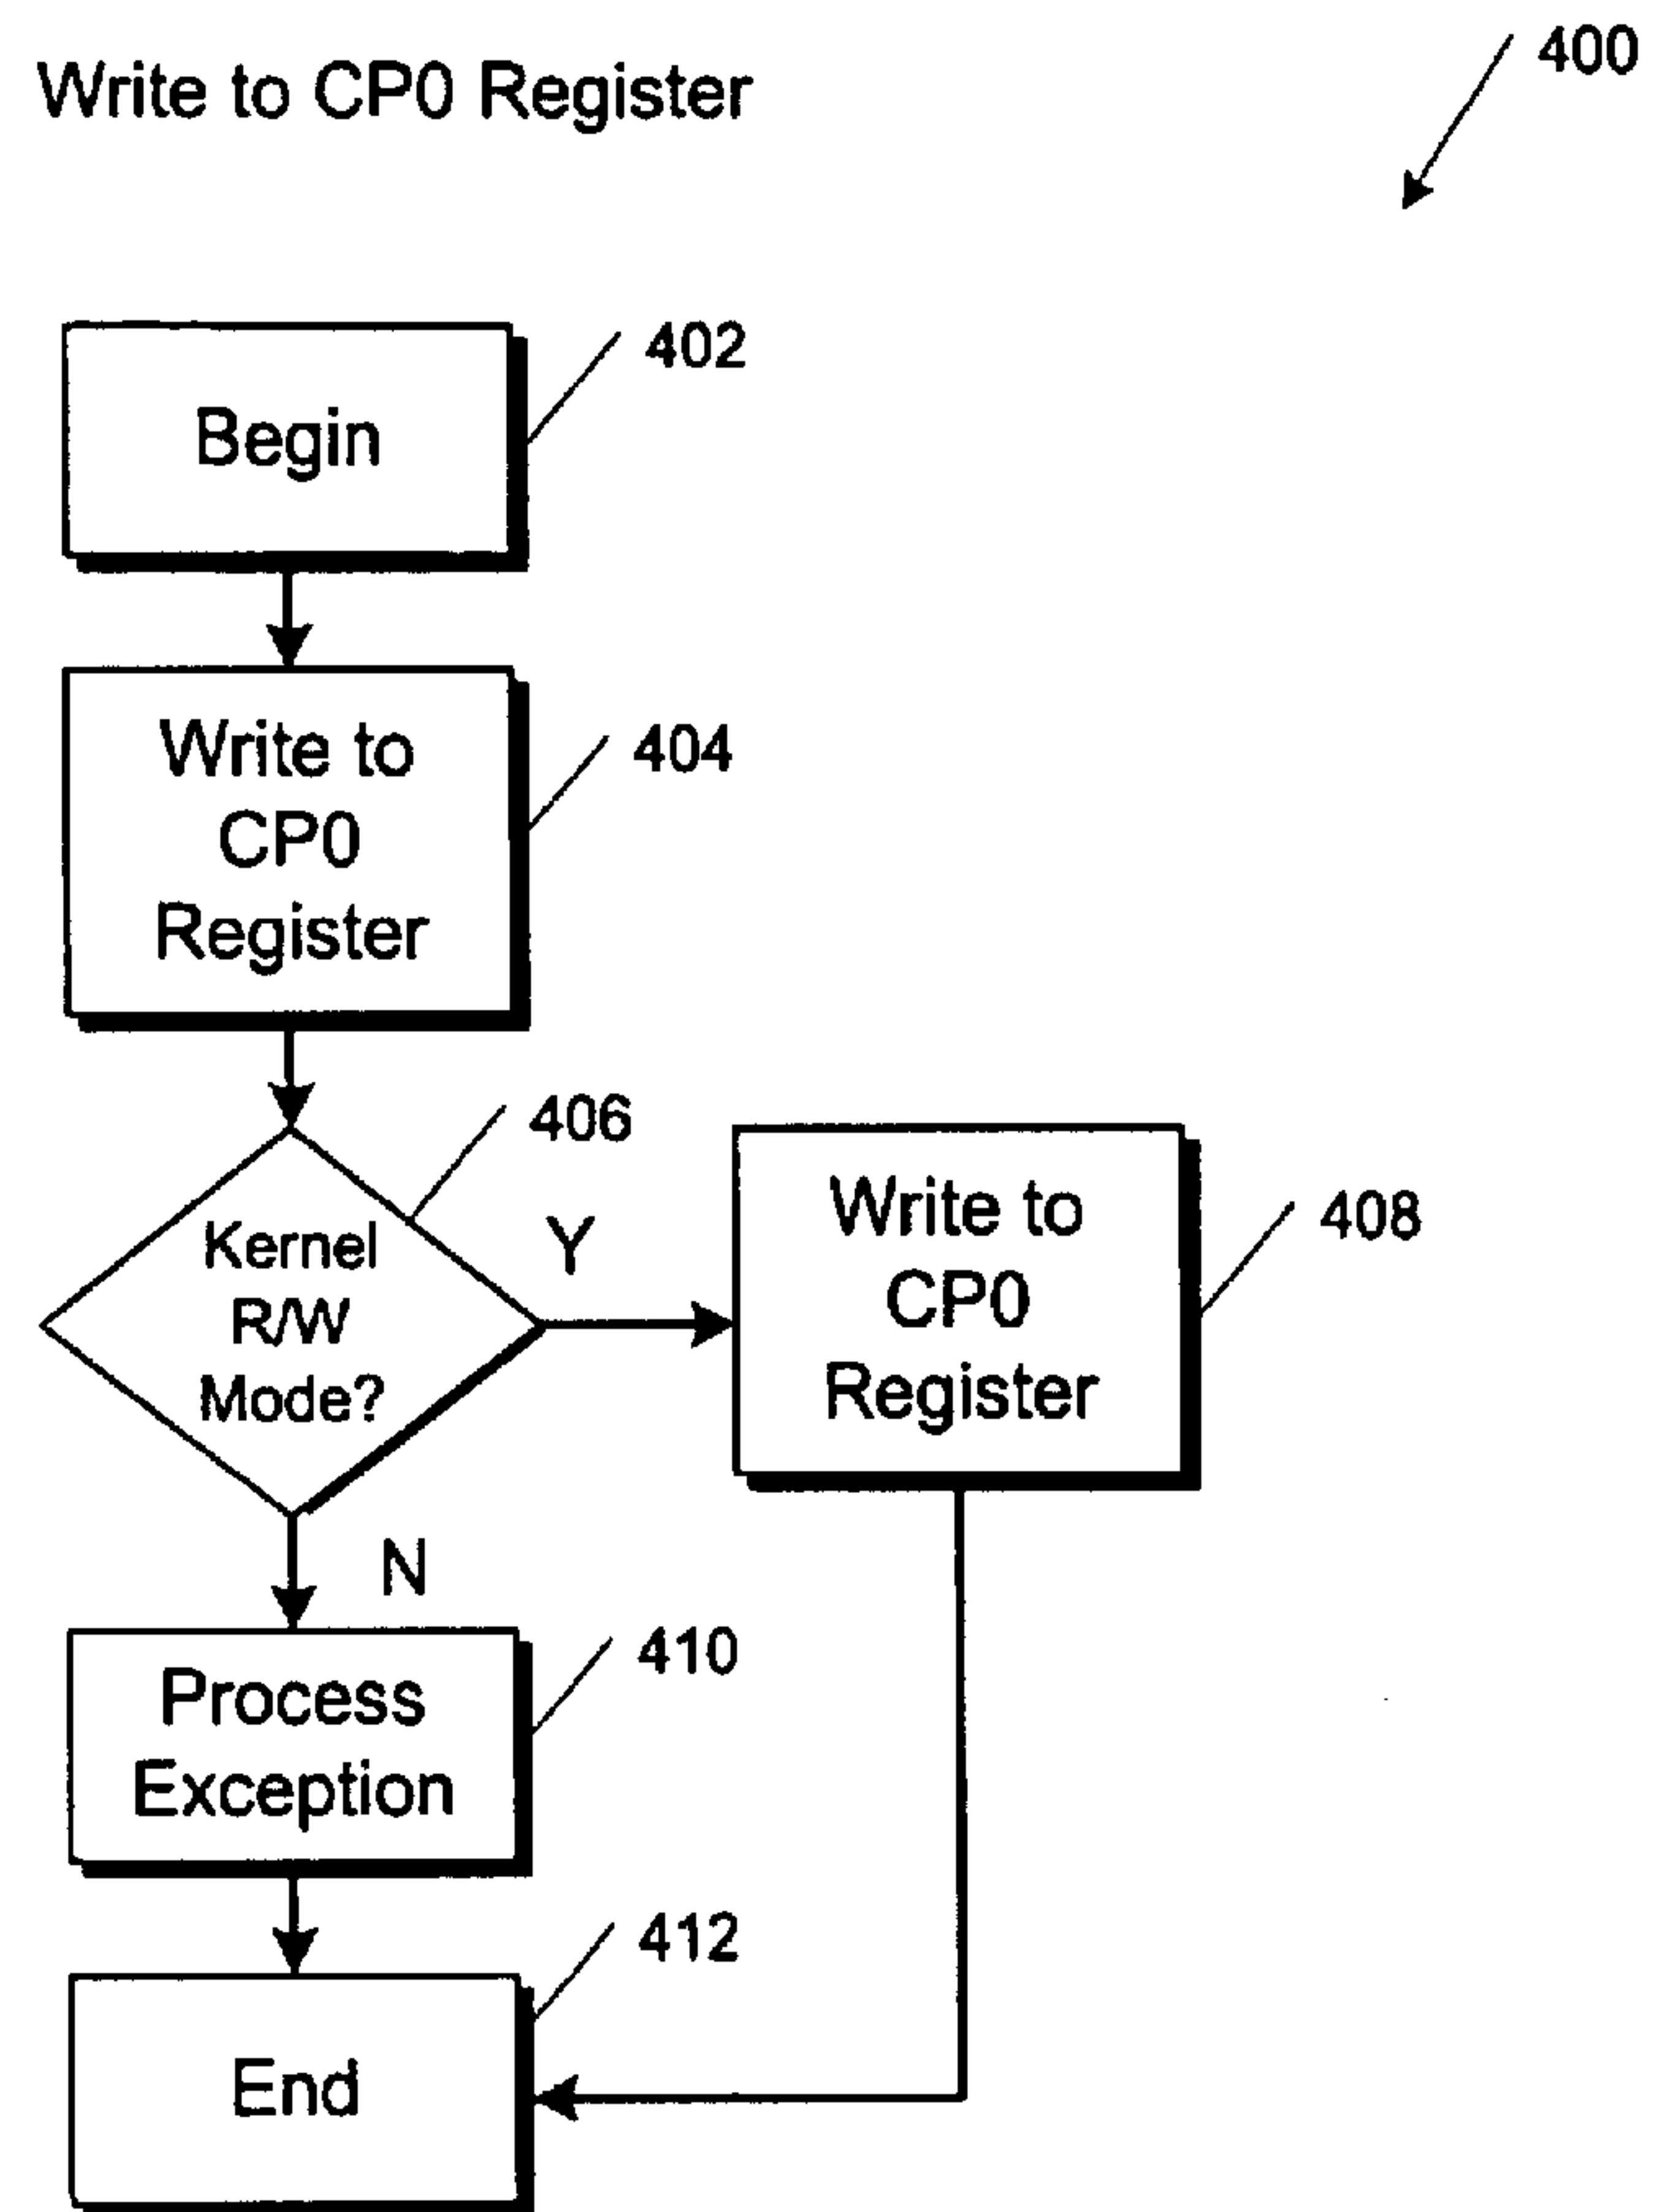 Write to CP0 Register
400
Begin
402
Write to
CP0
Register
404
Kernel
R/W
Mode?
406
Y
Write to
CP0
Register
408
N
Process
Exception
410
End
412